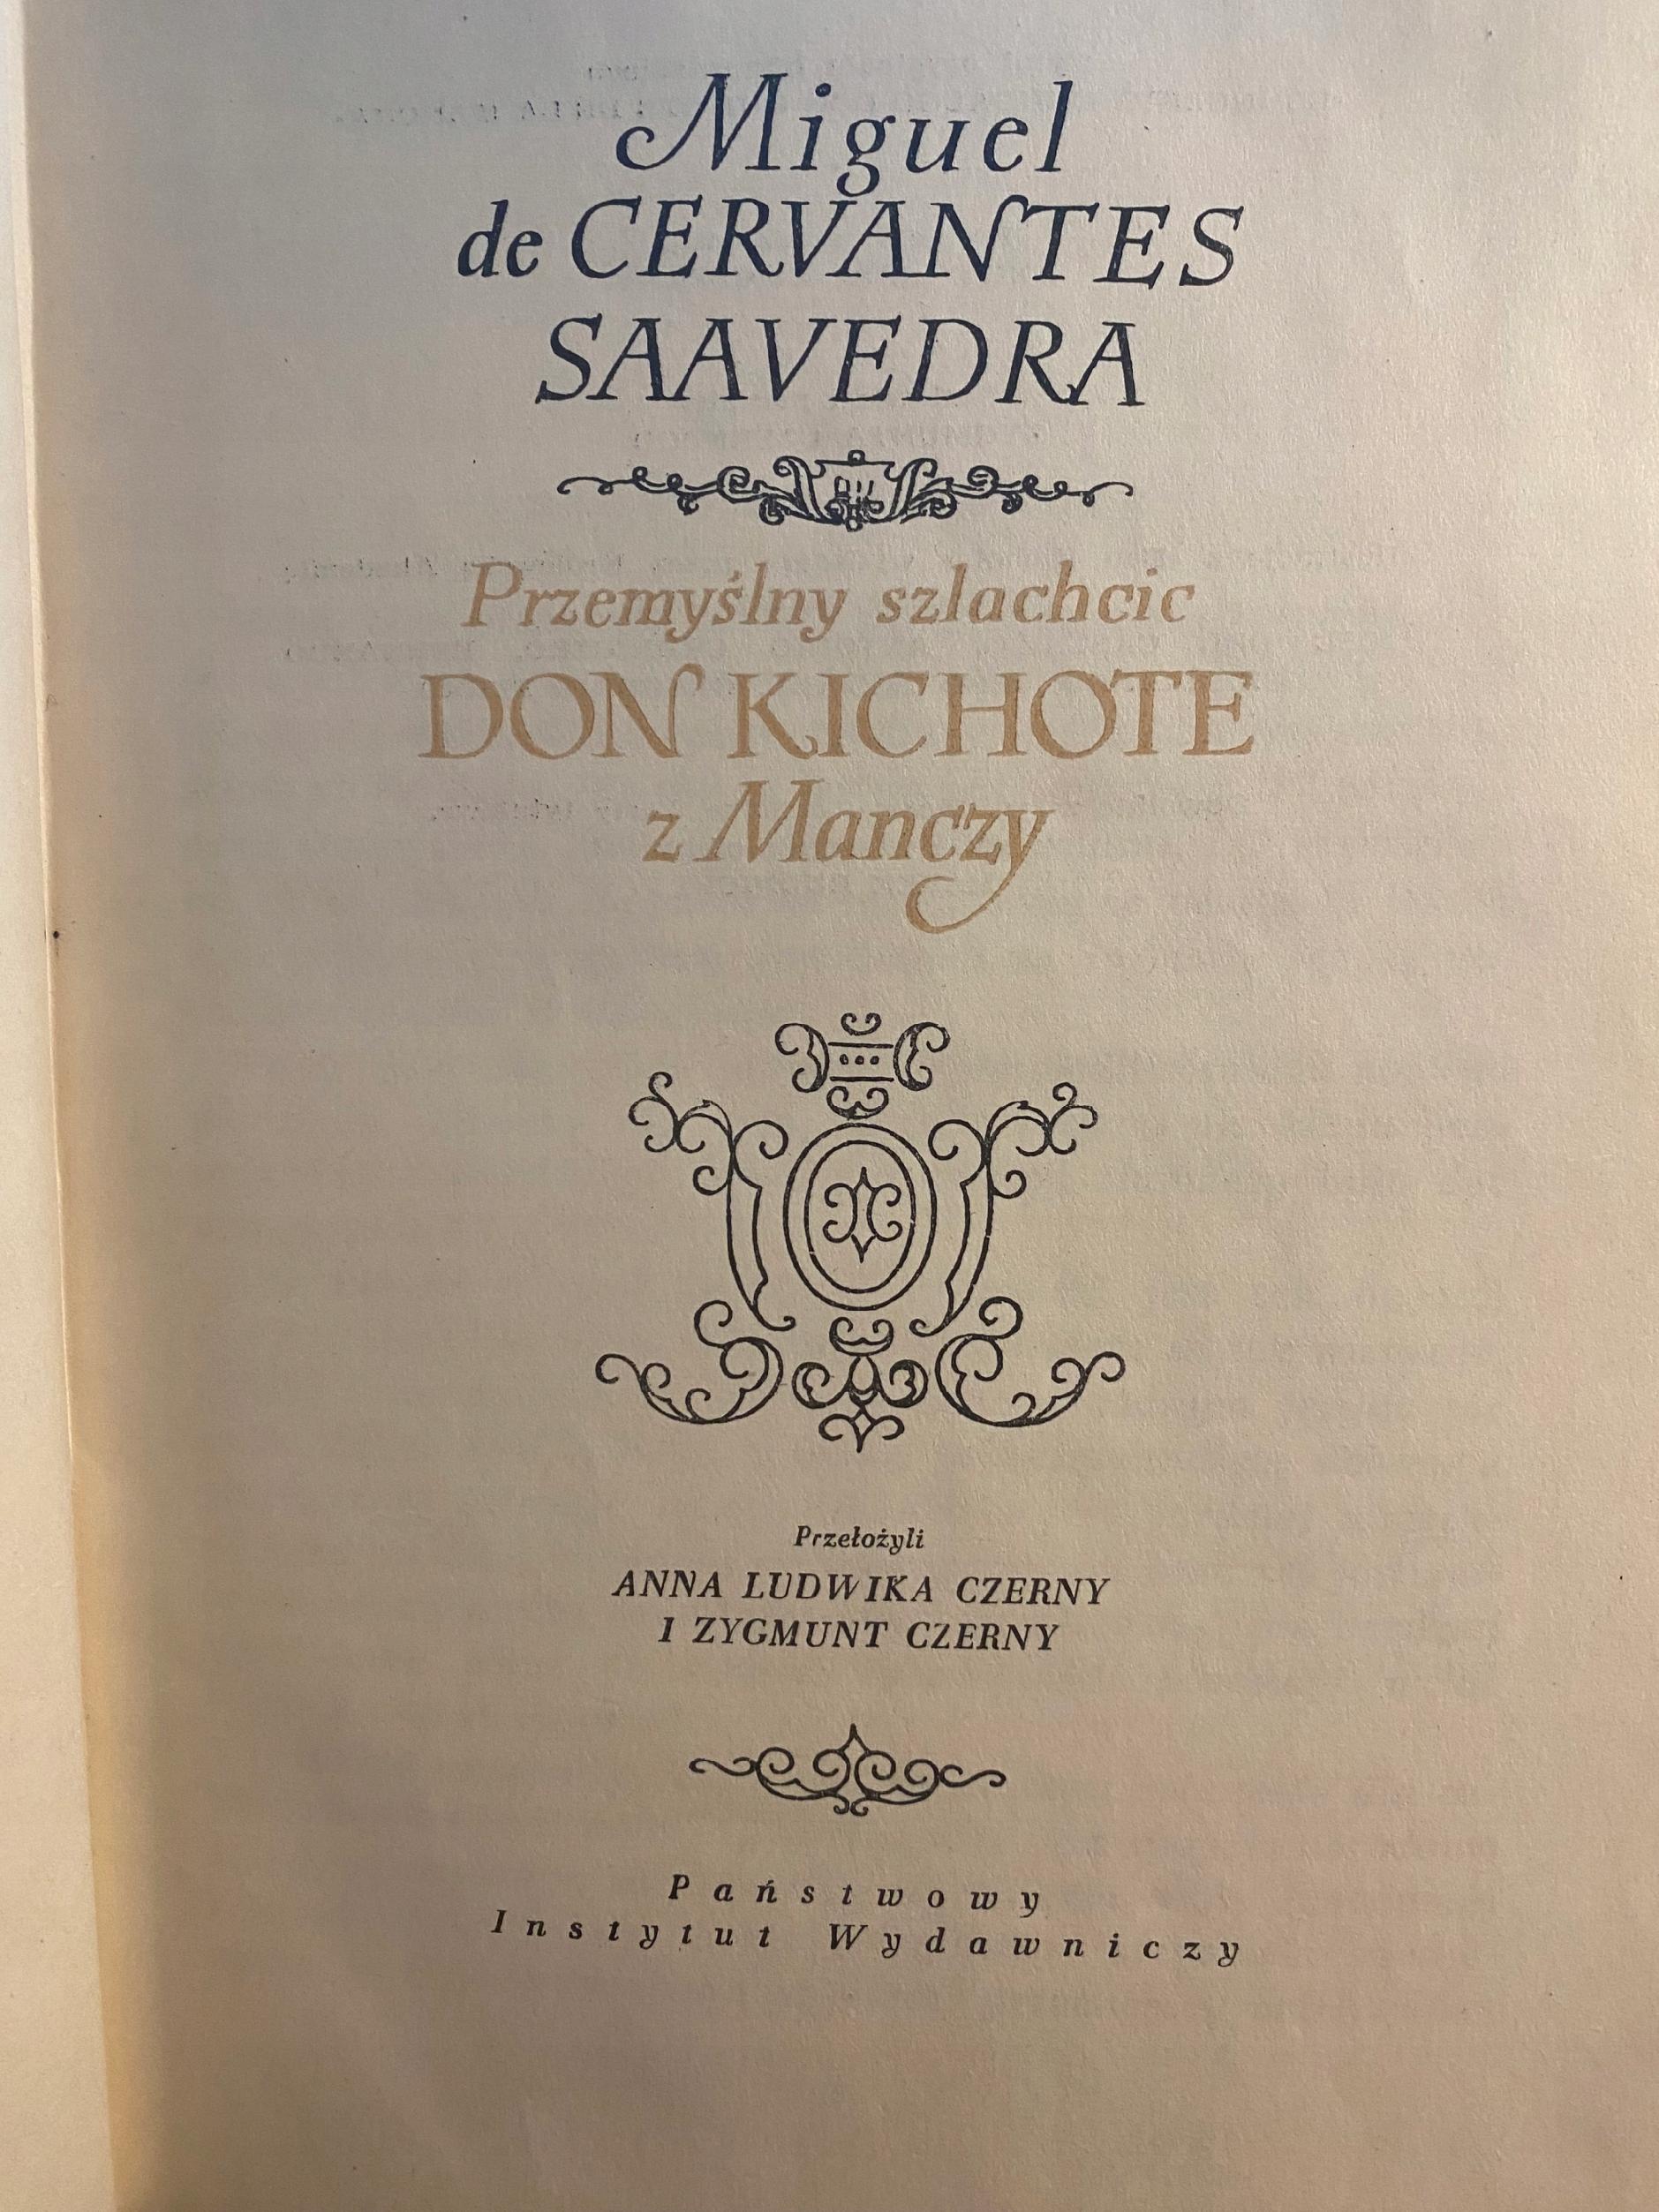 Miguel
de CERVANTES
SAAVEDRA
Przemyślny szlachcic
DON KICHOTE
z Manczy
Przełożyli
ANNA LUDWIKA CZERNY
I ZYGMUNT CZERNY
Państwowy
Instytut Wydawniczy